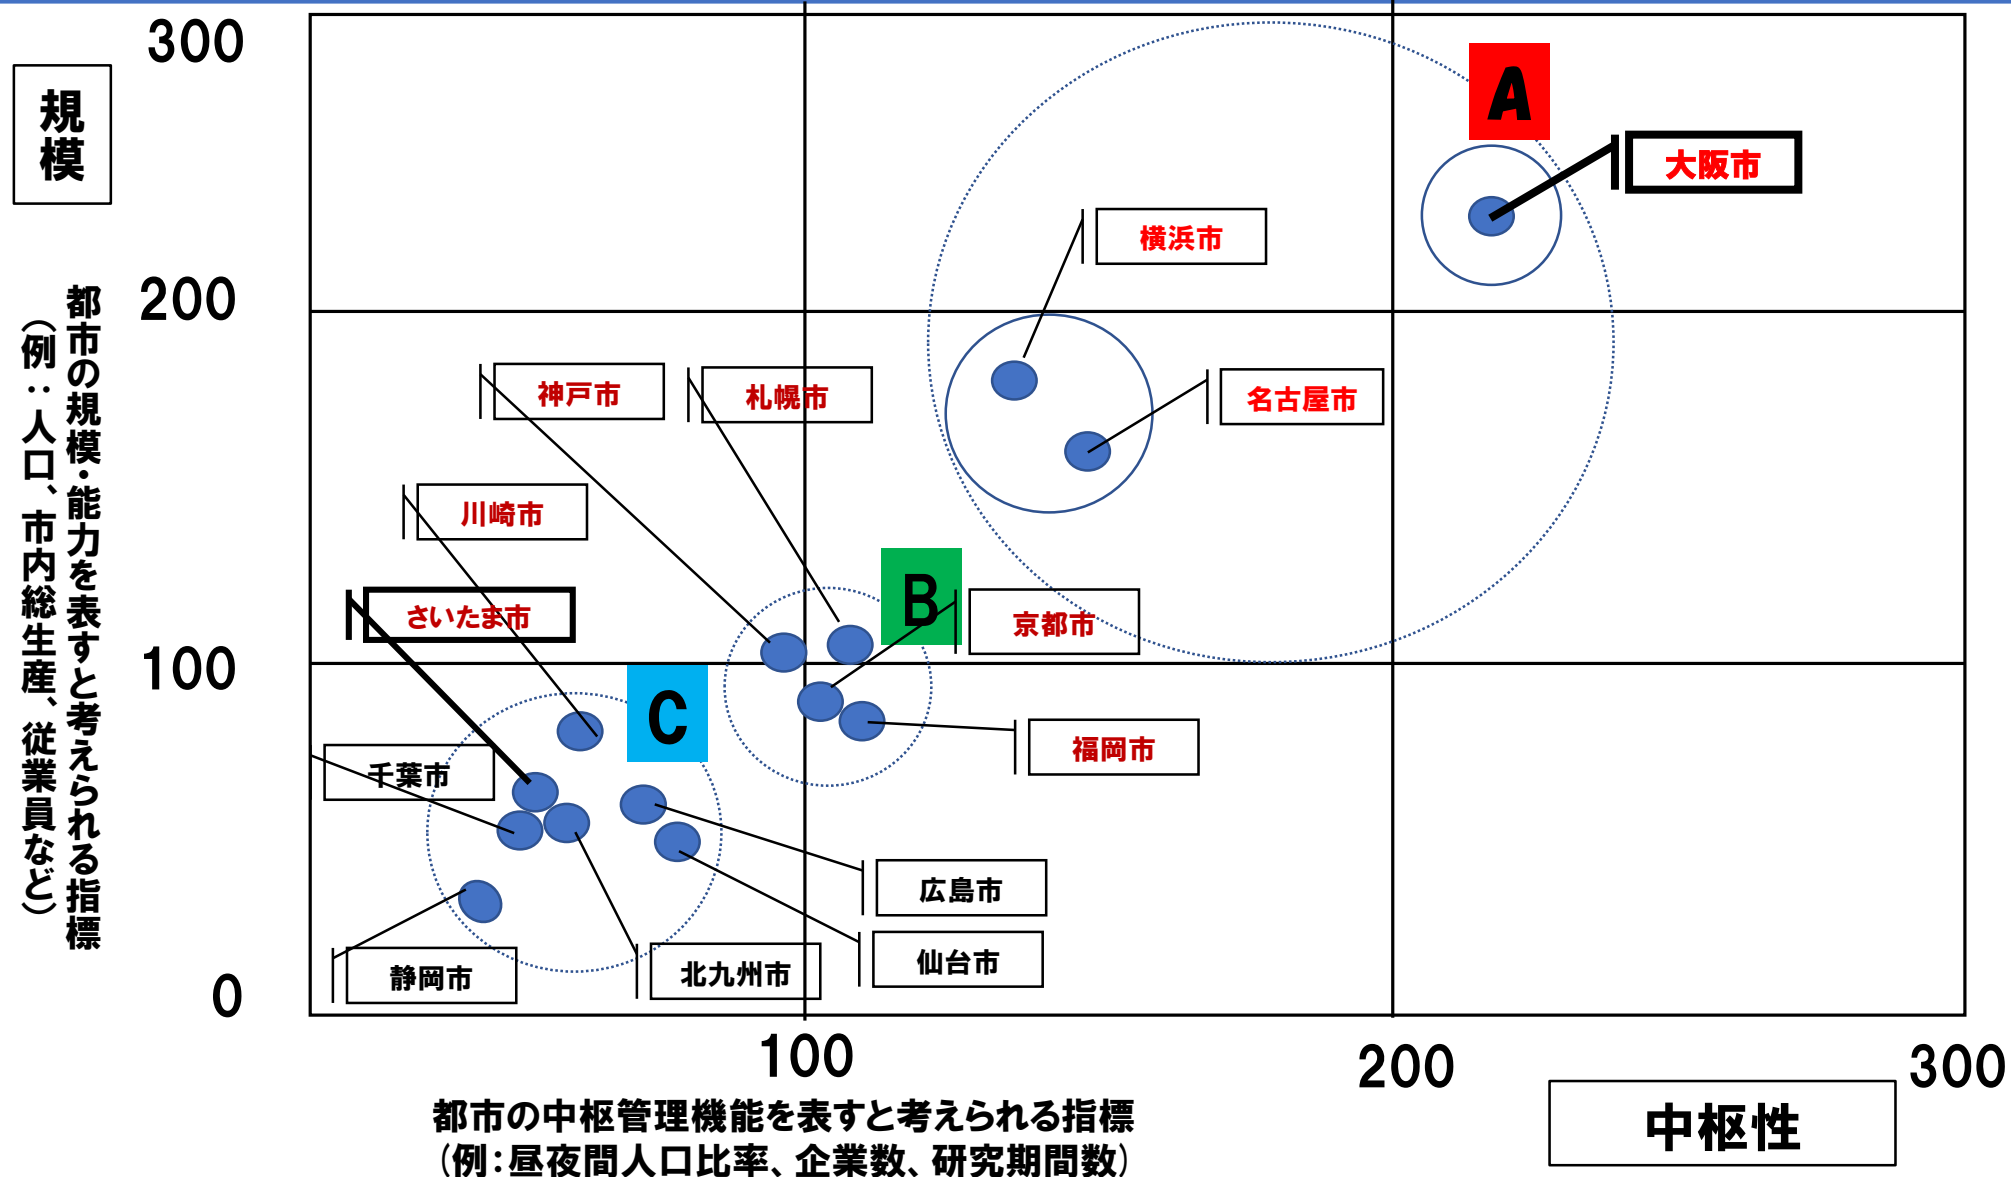 300
規模
A
大阪市
横浜市
200
都市の規模・能力を表すと考えられる指標
（例：人口、市内総生産、従業員など）
神戸市
札幌市
名古屋市
川崎市
B
さいたま市
京都市
100
C
福岡市
千葉市
広島市
仙台市
静岡市
北九州市
0
100
200
300
都市の中枢管理機能を表すと考えられる指標
（例：昼夜間人口比率、企業数、研究期間数）
中枢性